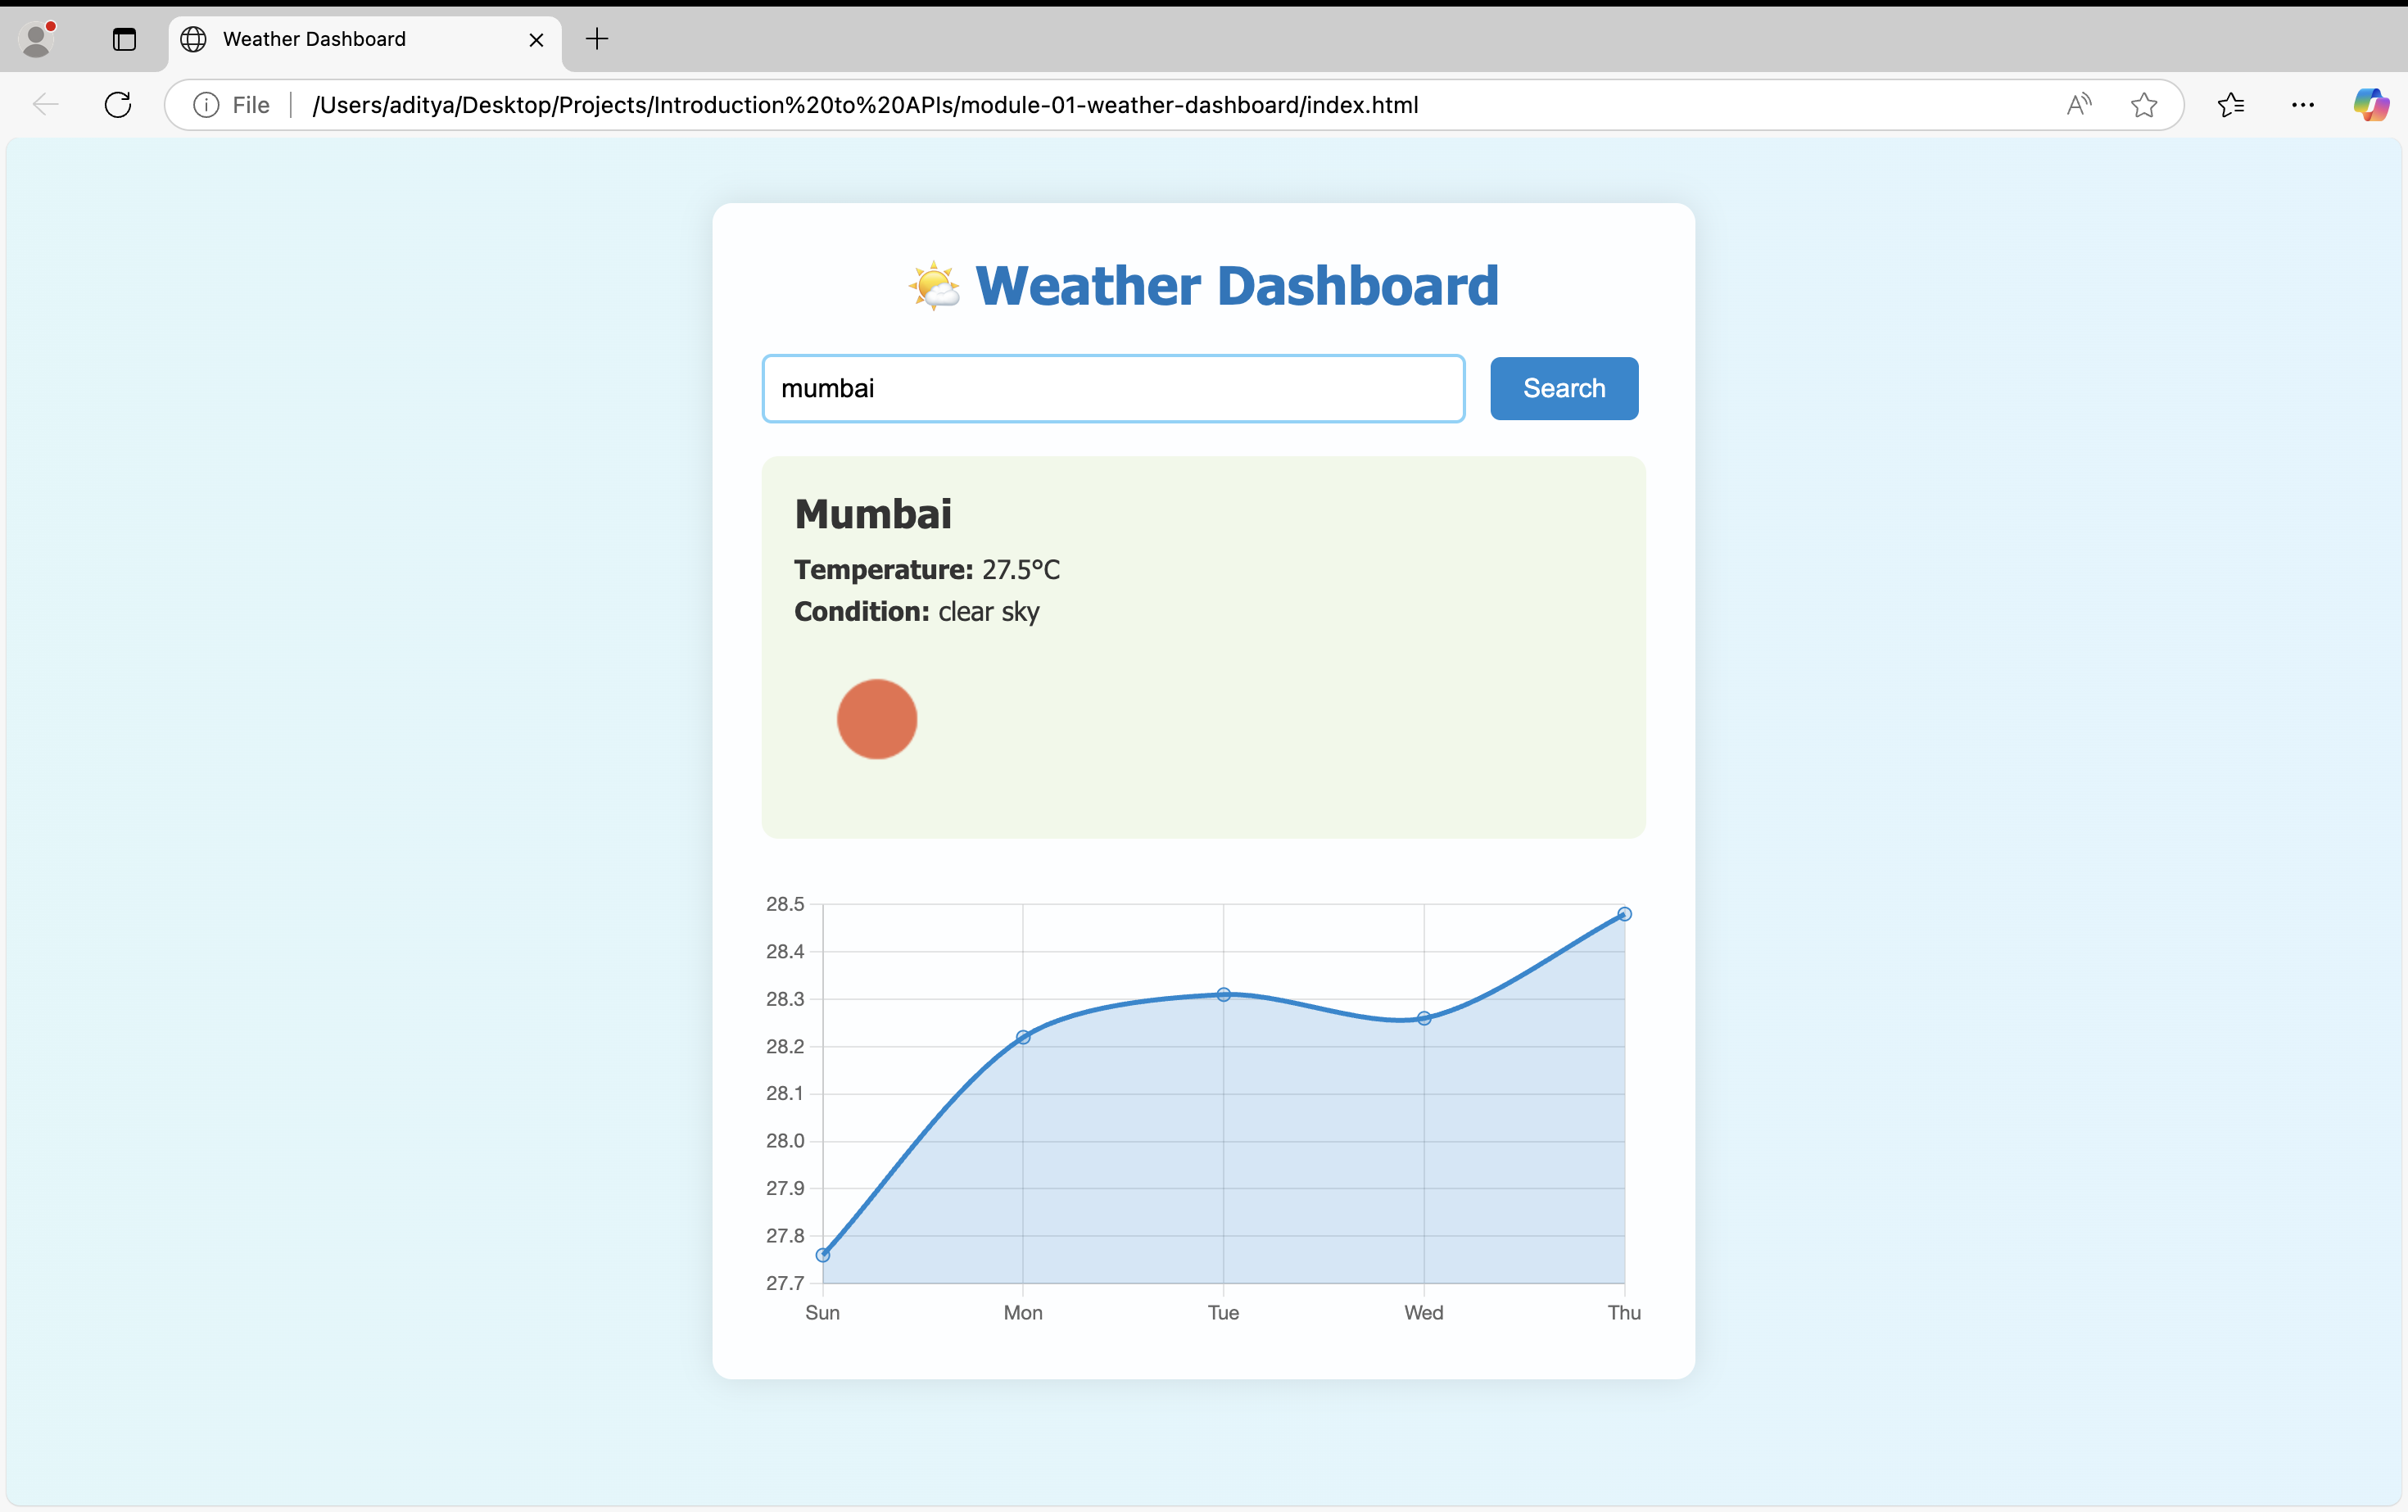 Weather Dashboard
File /Users/aditya/Desktop/Projects/Introduction%20to%20APIs/module-01-weather-dashboard/index.html
Weather Dashboard
mumbai
Search
Mumbai
Temperature: 27.5°C
Condition: clear sky
28.5
28.4
28.3
28.2
28.1
28.0
27.9
27.8
27.7
Sun Mon Tue Wed Thu